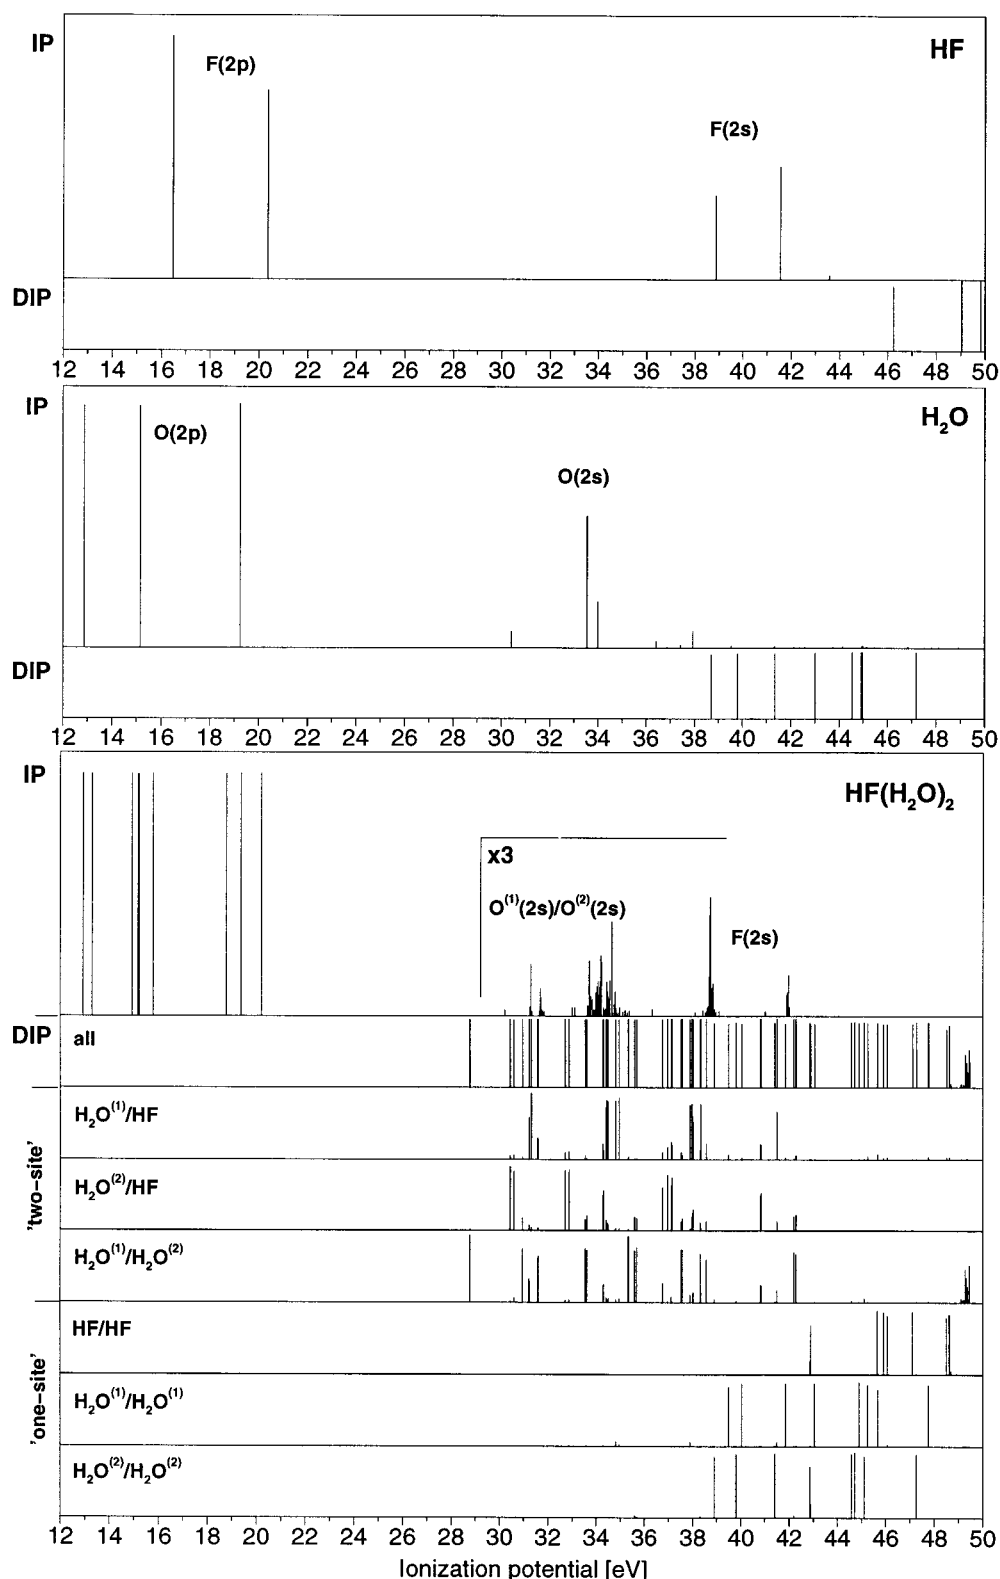 IP
HF
F(2p)
F(2s)
DIP
12 14 16 18 20 22 24 26 28 30 32 34 36 38 40 42 44 46 48 50
IP
H₂O
O(2p)
O(2s)
DIP
12 14 16 18 20 22 24 26 28 30 32 34 36 38 40 42 44 46 48 50
IP
HF(H₂O)₂
x3
O⁽¹⁾(2s)/O⁽²⁾(2s)
F(2s)
DIP
all
H₂O⁽¹⁾/HF
'two-site'
H₂O⁽²⁾/HF
H₂O⁽¹⁾/H₂O⁽²⁾
HF/HF
'one-site'
H₂O⁽¹⁾/H₂O⁽¹⁾
H₂O⁽²⁾/H₂O⁽²⁾
12 14 16 18 20 22 24 26 28 30 32 34 36 38 40 42 44 46 48 50
Ionization potential [eV]